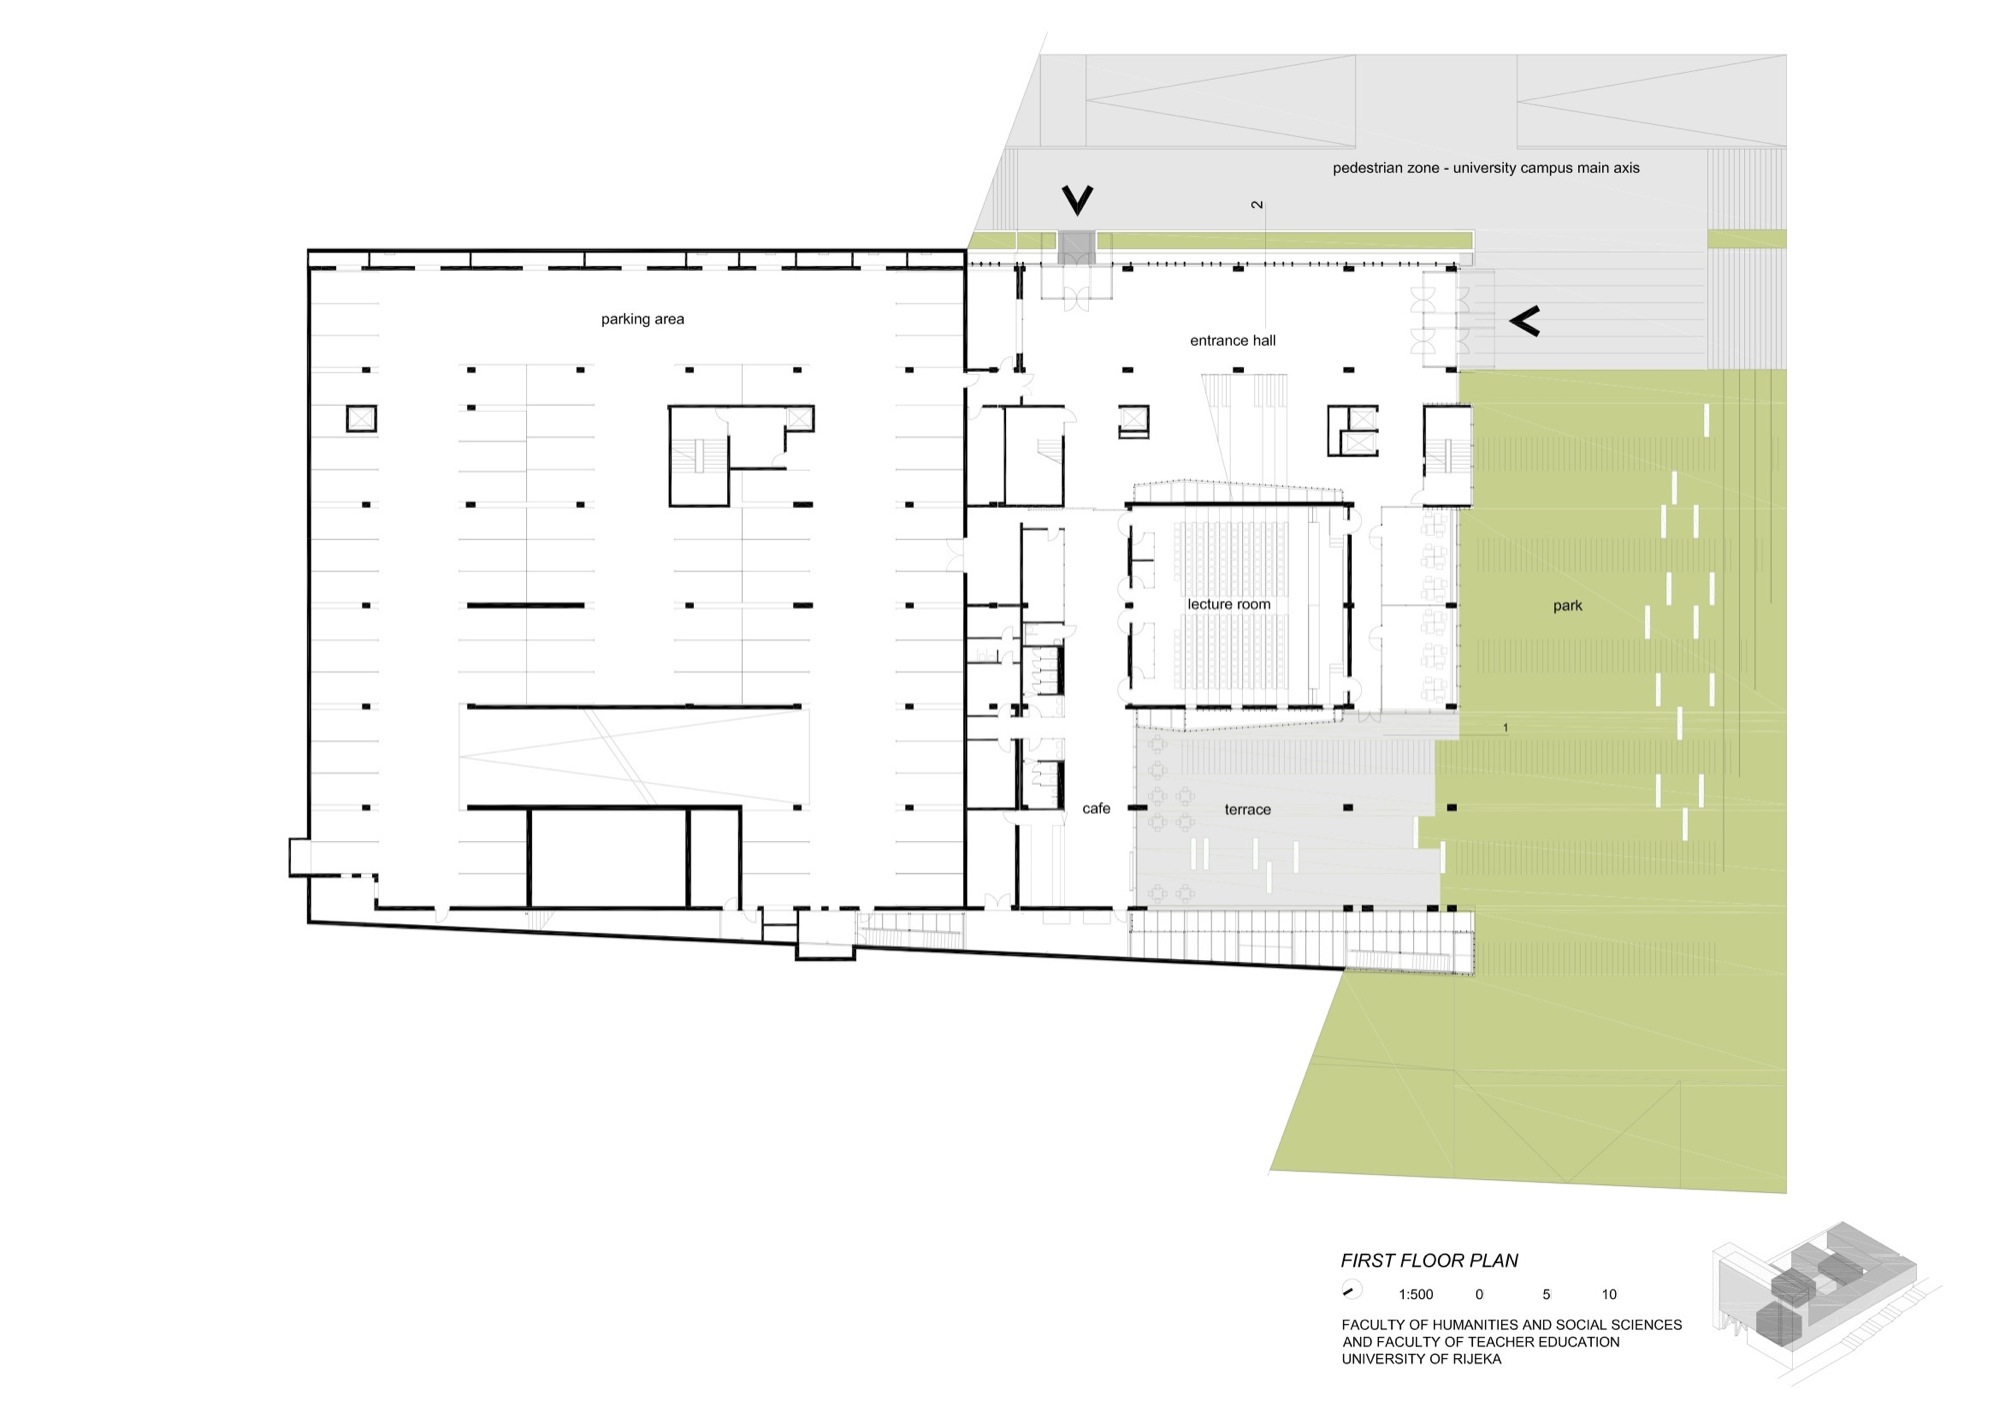 pedestrian zone - university campus main axis
2
parking area
entrance hall
lecture room
park
1
cafe
terrace
FIRST FLOOR PLAN
1:500 0 5 10
FACULTY OF HUMANITIES AND SOCIAL SCIENCES
AND FACULTY OF TEACHER EDUCATION
UNIVERSITY OF RIJEKA